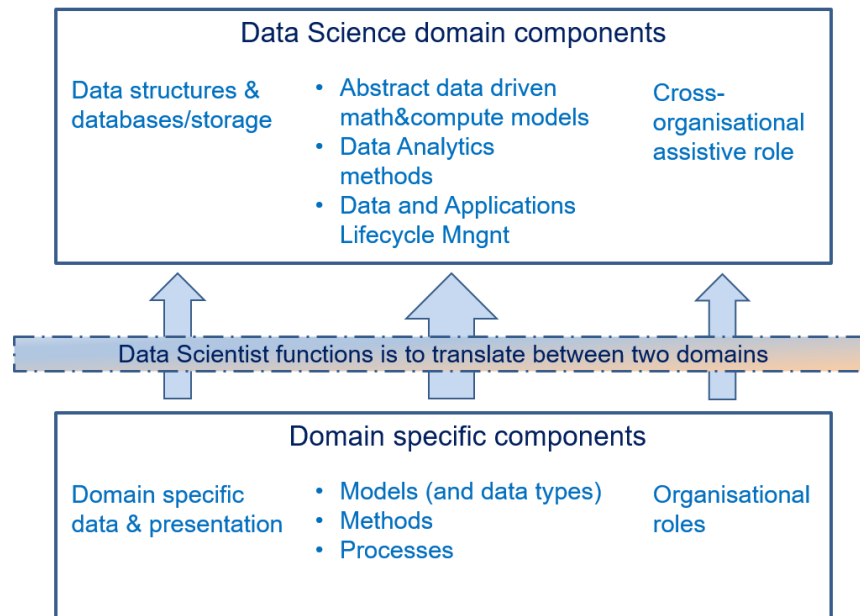 Data Science domain components
Data structures &
databases/storage
• Abstract data driven
math&compute models
• Data Analytics
methods
• Data and Applications
Lifecycle Mngnt
Cross-
organisational
assistive role
Data Scientist functions is to translate between two domains
Domain specific components
Domain specific
data & presentation
• Models (and data types)
• Methods
• Processes
Organisational
roles